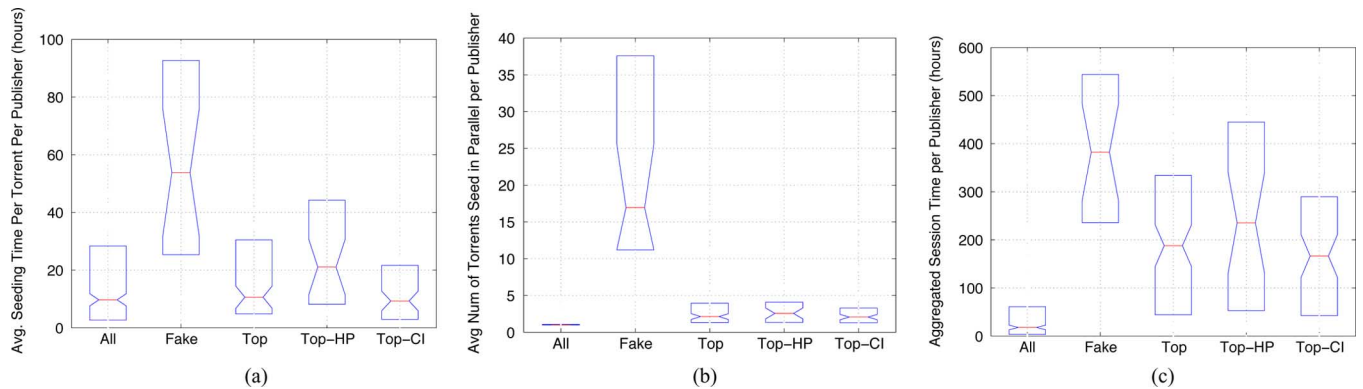 Avg. Seeding Time Per Torrent Per Publisher (hours)
100
80
60
40
20
0
All Fake Top Top-HP Top-CI
(a)
Avg Num of Torrents Seed in Parallel per Publisher
40
35
30
25
20
15
10
5
0
All Fake Top Top-HP Top-CI
(b)
Aggregated Session Time per Publisher (hours)
600
500
400
300
200
100
0
All Fake Top Top-HP Top-CI
(c)